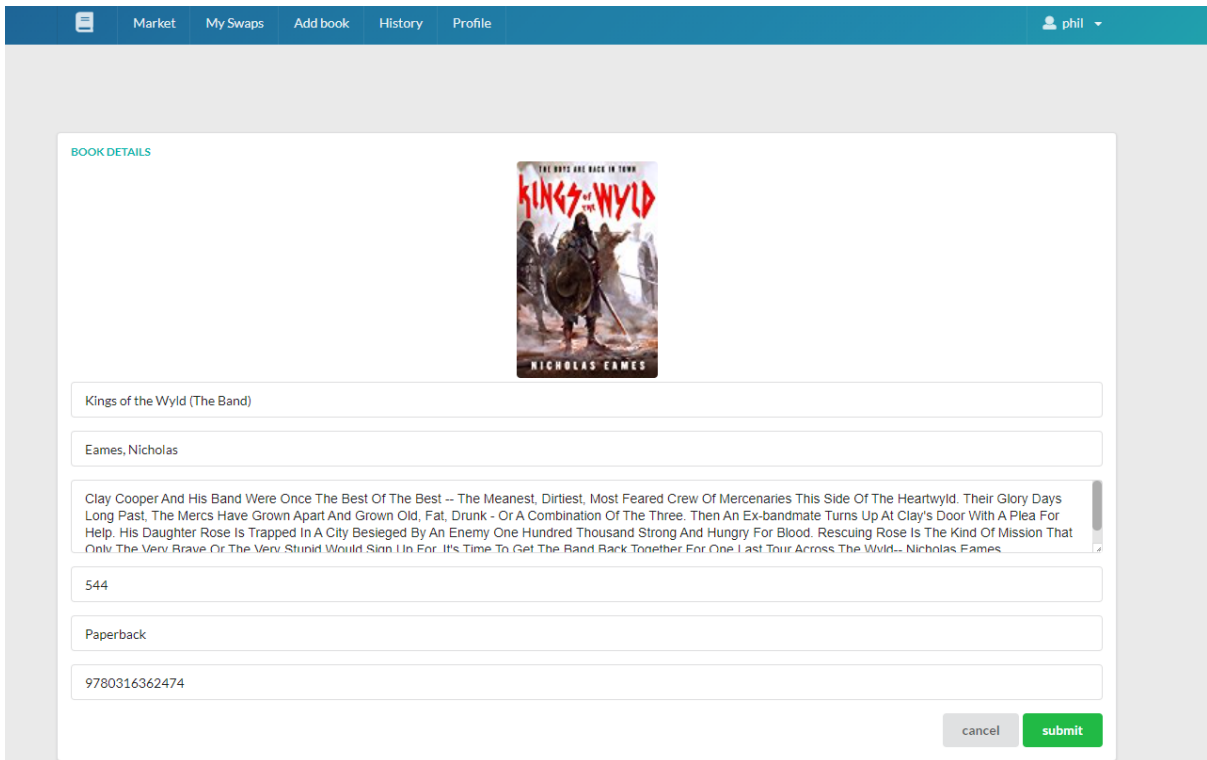 Market My Swaps Add book History Profile phil
BOOK DETAILS
THE BOYS ARE BACK IN TOWN
KINGS OF THE WYLD
NICHOLAS EAMES
Kings of the Wyld (The Band)
Eames, Nicholas
Clay Cooper And His Band Were Once The Best Of The Best -- The Meanest, Dirtiest, Most Feared Crew Of Mercenaries This Side Of The Heartwyld. Their Glory Days
Long Past, The Mercs Have Grown Apart And Grown Old, Fat, Drunk - Or A Combination Of The Three. Then An Ex-bandmate Turns Up At Clay's Door With A Plea For
Help. His Daughter Rose Is Trapped In A City Besieged By An Enemy One Hundred Thousand Strong And Hungry For Blood. Rescuing Rose Is The Kind Of Mission That
Only The Very Brave Or The Very Stupid Would Sign Up For. It's Time To Get The Band Back Together For One Last Tour Across The Wyld-- Nicholas Eames.
544
Paperback
9780316362474
cancel submit